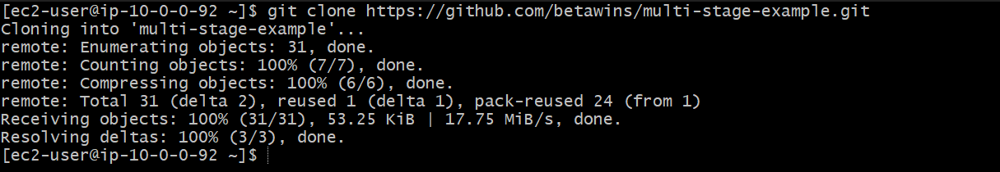 [ec2-user@ip-10-0-0-92 ~]$ git clone https://github.com/betawins/multi-stage-example.git
Cloning into 'multi-stage-example'...
remote: Enumerating objects: 31, done.
remote: Counting objects: 100% (7/7), done.
remote: Compressing objects: 100% (6/6), done.
remote: Total 31 (delta 2), reused 1 (delta 1), pack-reused 24 (from 1)
Receiving objects: 100% (31/31), 53.25 KiB | 17.75 MiB/s, done.
Resolving deltas: 100% (3/3), done.
[ec2-user@ip-10-0-0-92 ~]$